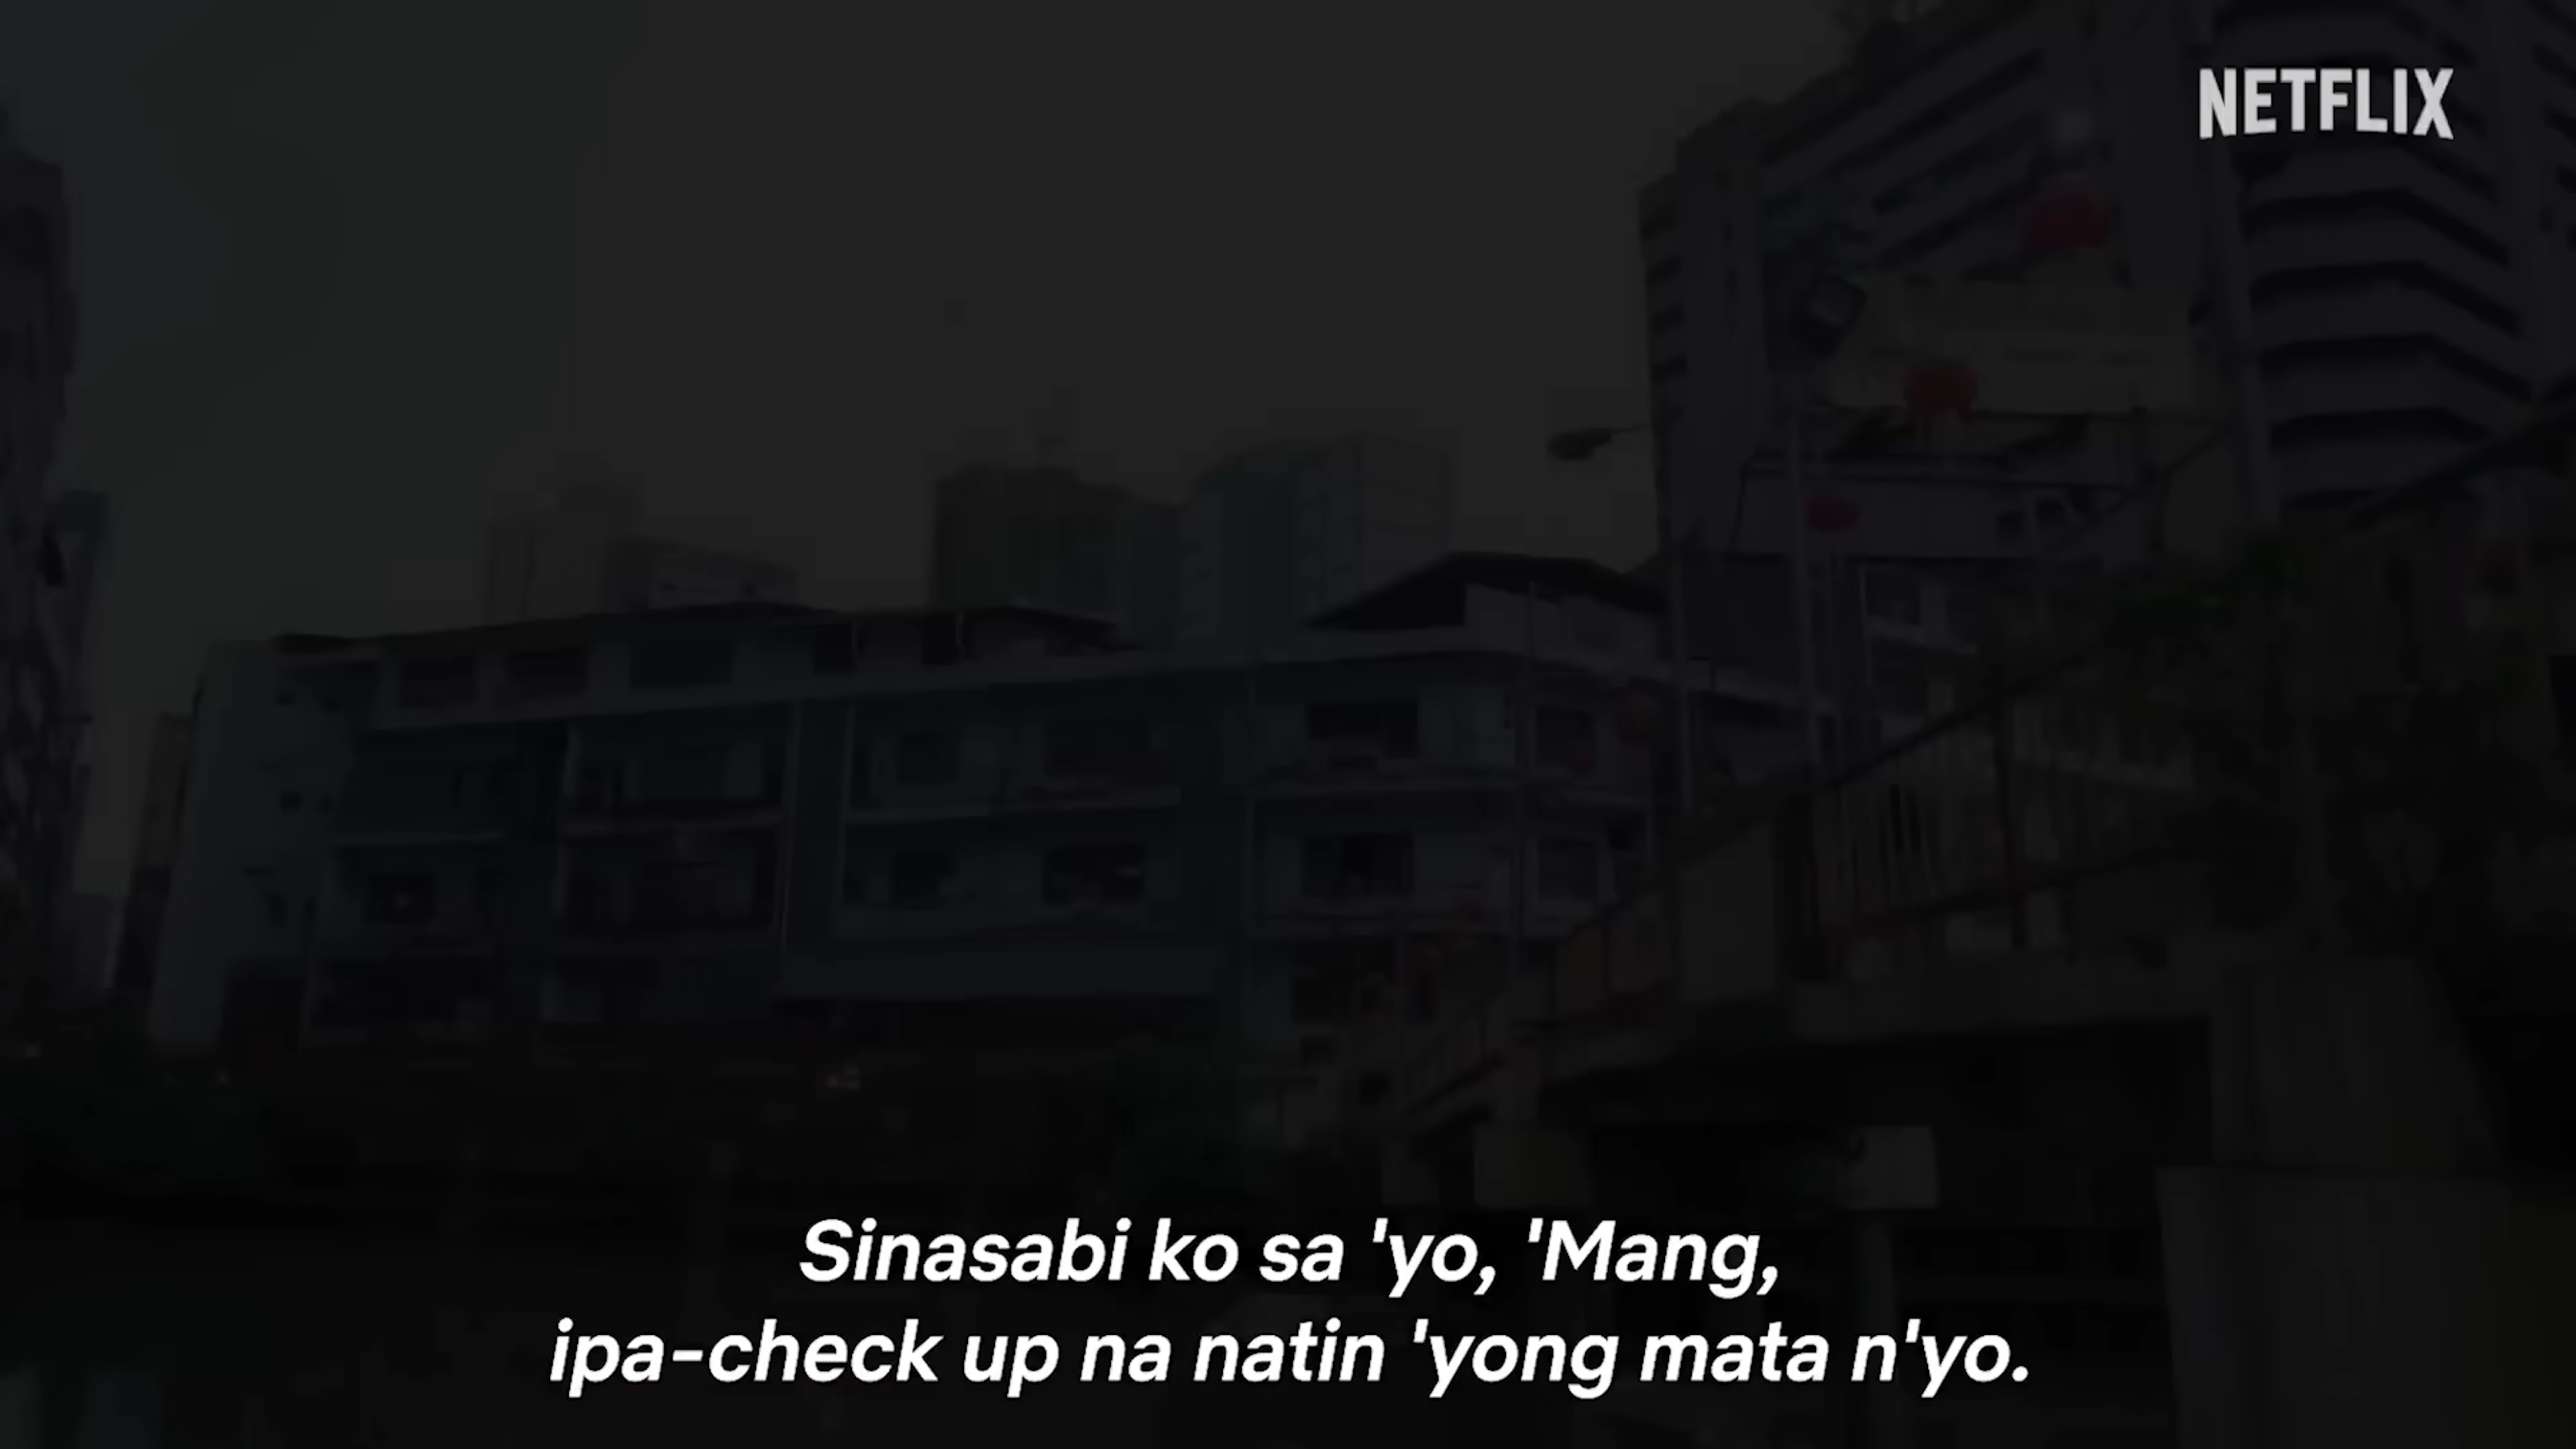 NETFLIX
Sinasabi ko sa 'yo, 'Mang,
ipa-check up na natin 'yong mata n'yo.